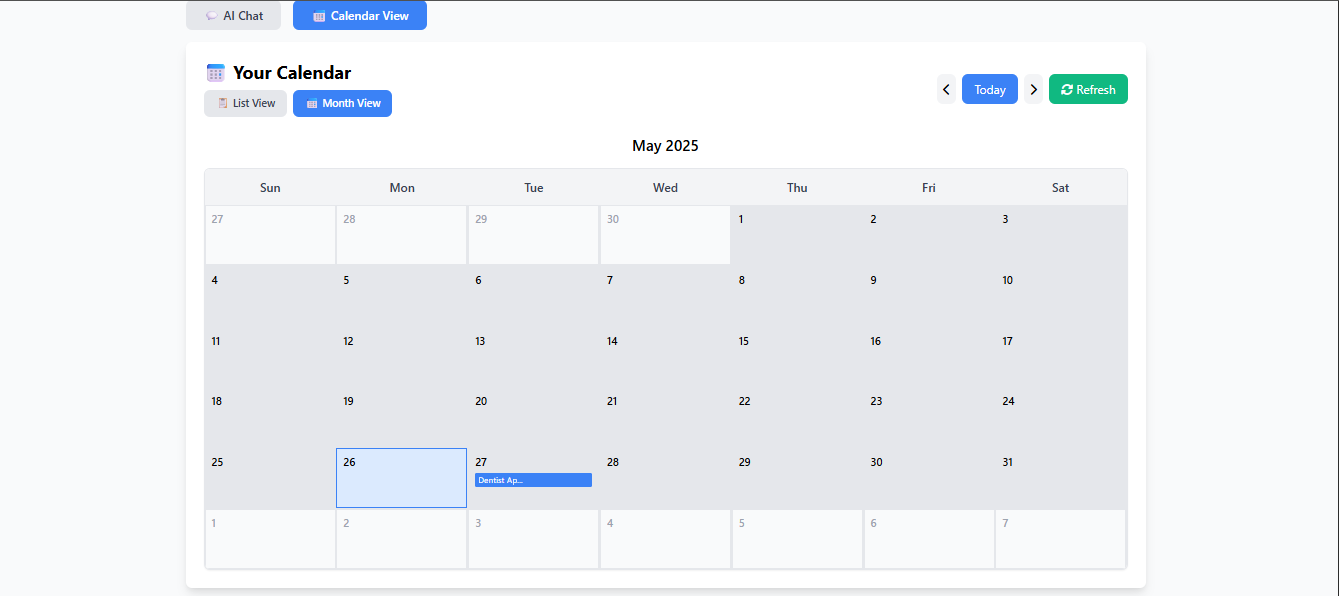 AI Chat Calendar View
Your Calendar
List View Month View
Today Refresh
May 2025
Sun Mon Tue Wed Thu Fri Sat
27 28 29 30 1 2 3
4 5 6 7 8 9 10
11 12 13 14 15 16 17
18 19 20 21 22 23 24
25 26 27 28 29 30 31
Dentist Ap...
1 2 3 4 5 6 7